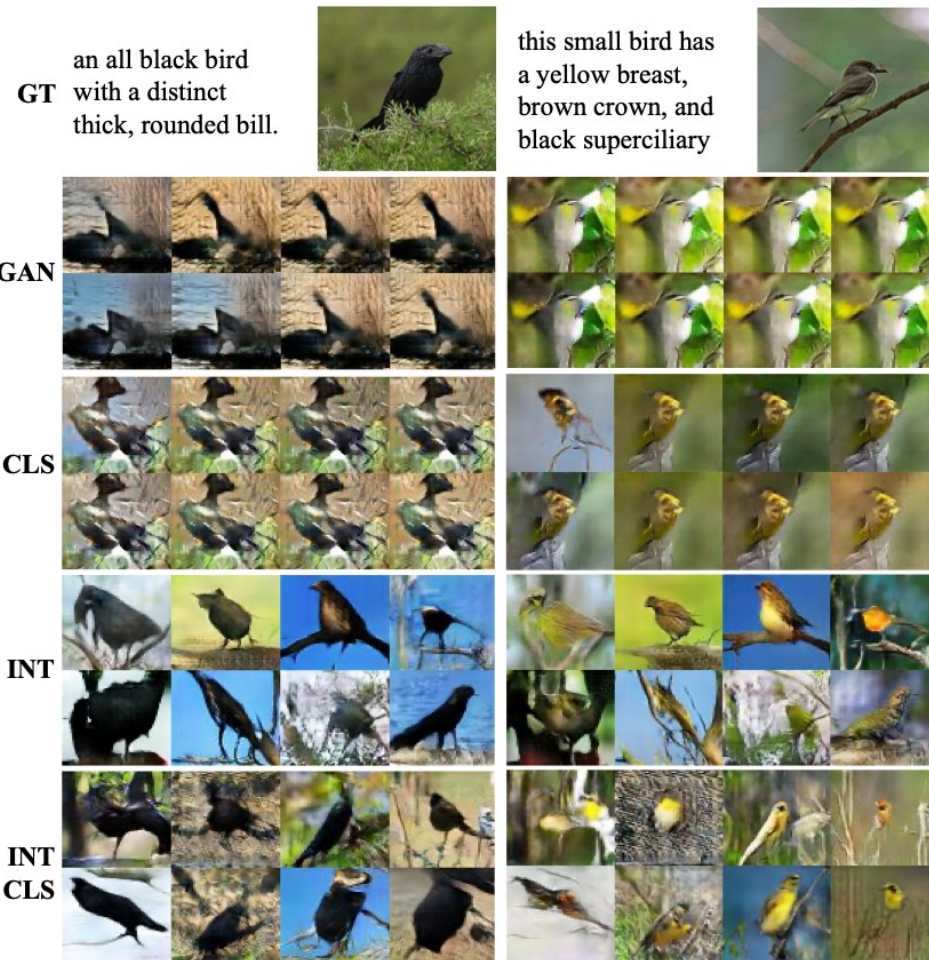 GT
an all black bird
with a distinct
thick, rounded bill.
this small bird has
a yellow breast,
brown crown, and
black superciliary
GAN
CLS
INT
INT
CLS